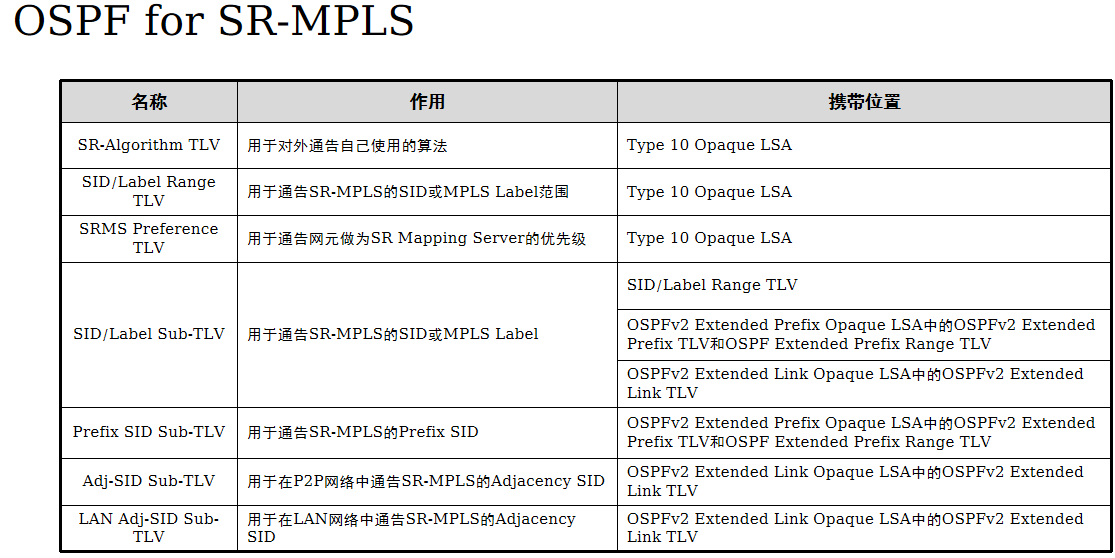 OSPF for SR-MPLS
名称
作用
携带位置
SR-Algorithm TLV
用于对外通告自己使用的算法
Type 10 Opaque LSA
SID/Label Range
TLV
用于通告SR-MPLS的SID或MPLS Label范围
Type 10 Opaque LSA
SRMS Preference
TLV
用于通告网元做为SR Mapping Server的优先级
Type 10 Opaque LSA
SID/Label Sub-TLV
用于通告SR-MPLS的SID或MPLS Label
SID/Label Range TLV
OSPFv2 Extended Prefix Opaque LSA中的OSPFv2 Extended
Prefix TLV和OSPF Extended Prefix Range TLV
OSPFv2 Extended Link Opaque LSA中的OSPFv2 Extended
Link TLV
Prefix SID Sub-TLV
用于通告SR-MPLS的Prefix SID
OSPFv2 Extended Prefix Opaque LSA中的OSPFv2 Extended
Prefix TLV和OSPF Extended Prefix Range TLV
Adj-SID Sub-TLV
用于在P2P网络中通告SR-MPLS的Adjacency SID
OSPFv2 Extended Link Opaque LSA中的OSPFv2 Extended
Link TLV
LAN Adj-SID Sub-
TLV
用于在LAN网络中通告SR-MPLS的Adjacency
SID
OSPFv2 Extended Link Opaque LSA中的OSPFv2 Extended
Link TLV